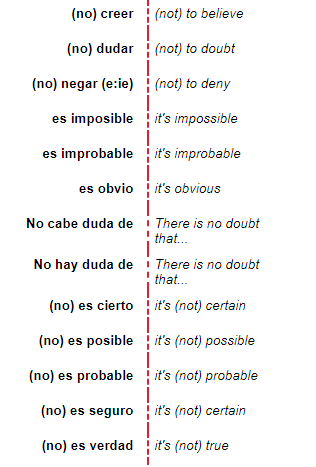 (no) creer (not) to believe
(no) dudar (not) to doubt
(no) negar (e:ie) (not) to deny
es imposible it's impossible
es improbable it's improbable
es obvio it's obvious
No cabe duda de There is no doubt
that...
No hay duda de There is no doubt
that...
(no) es cierto it's (not) certain
(no) es posible it's (not) possible
(no) es probable it's (not) probable
(no) es seguro it's (not) certain
(no) es verdad it's (not) true